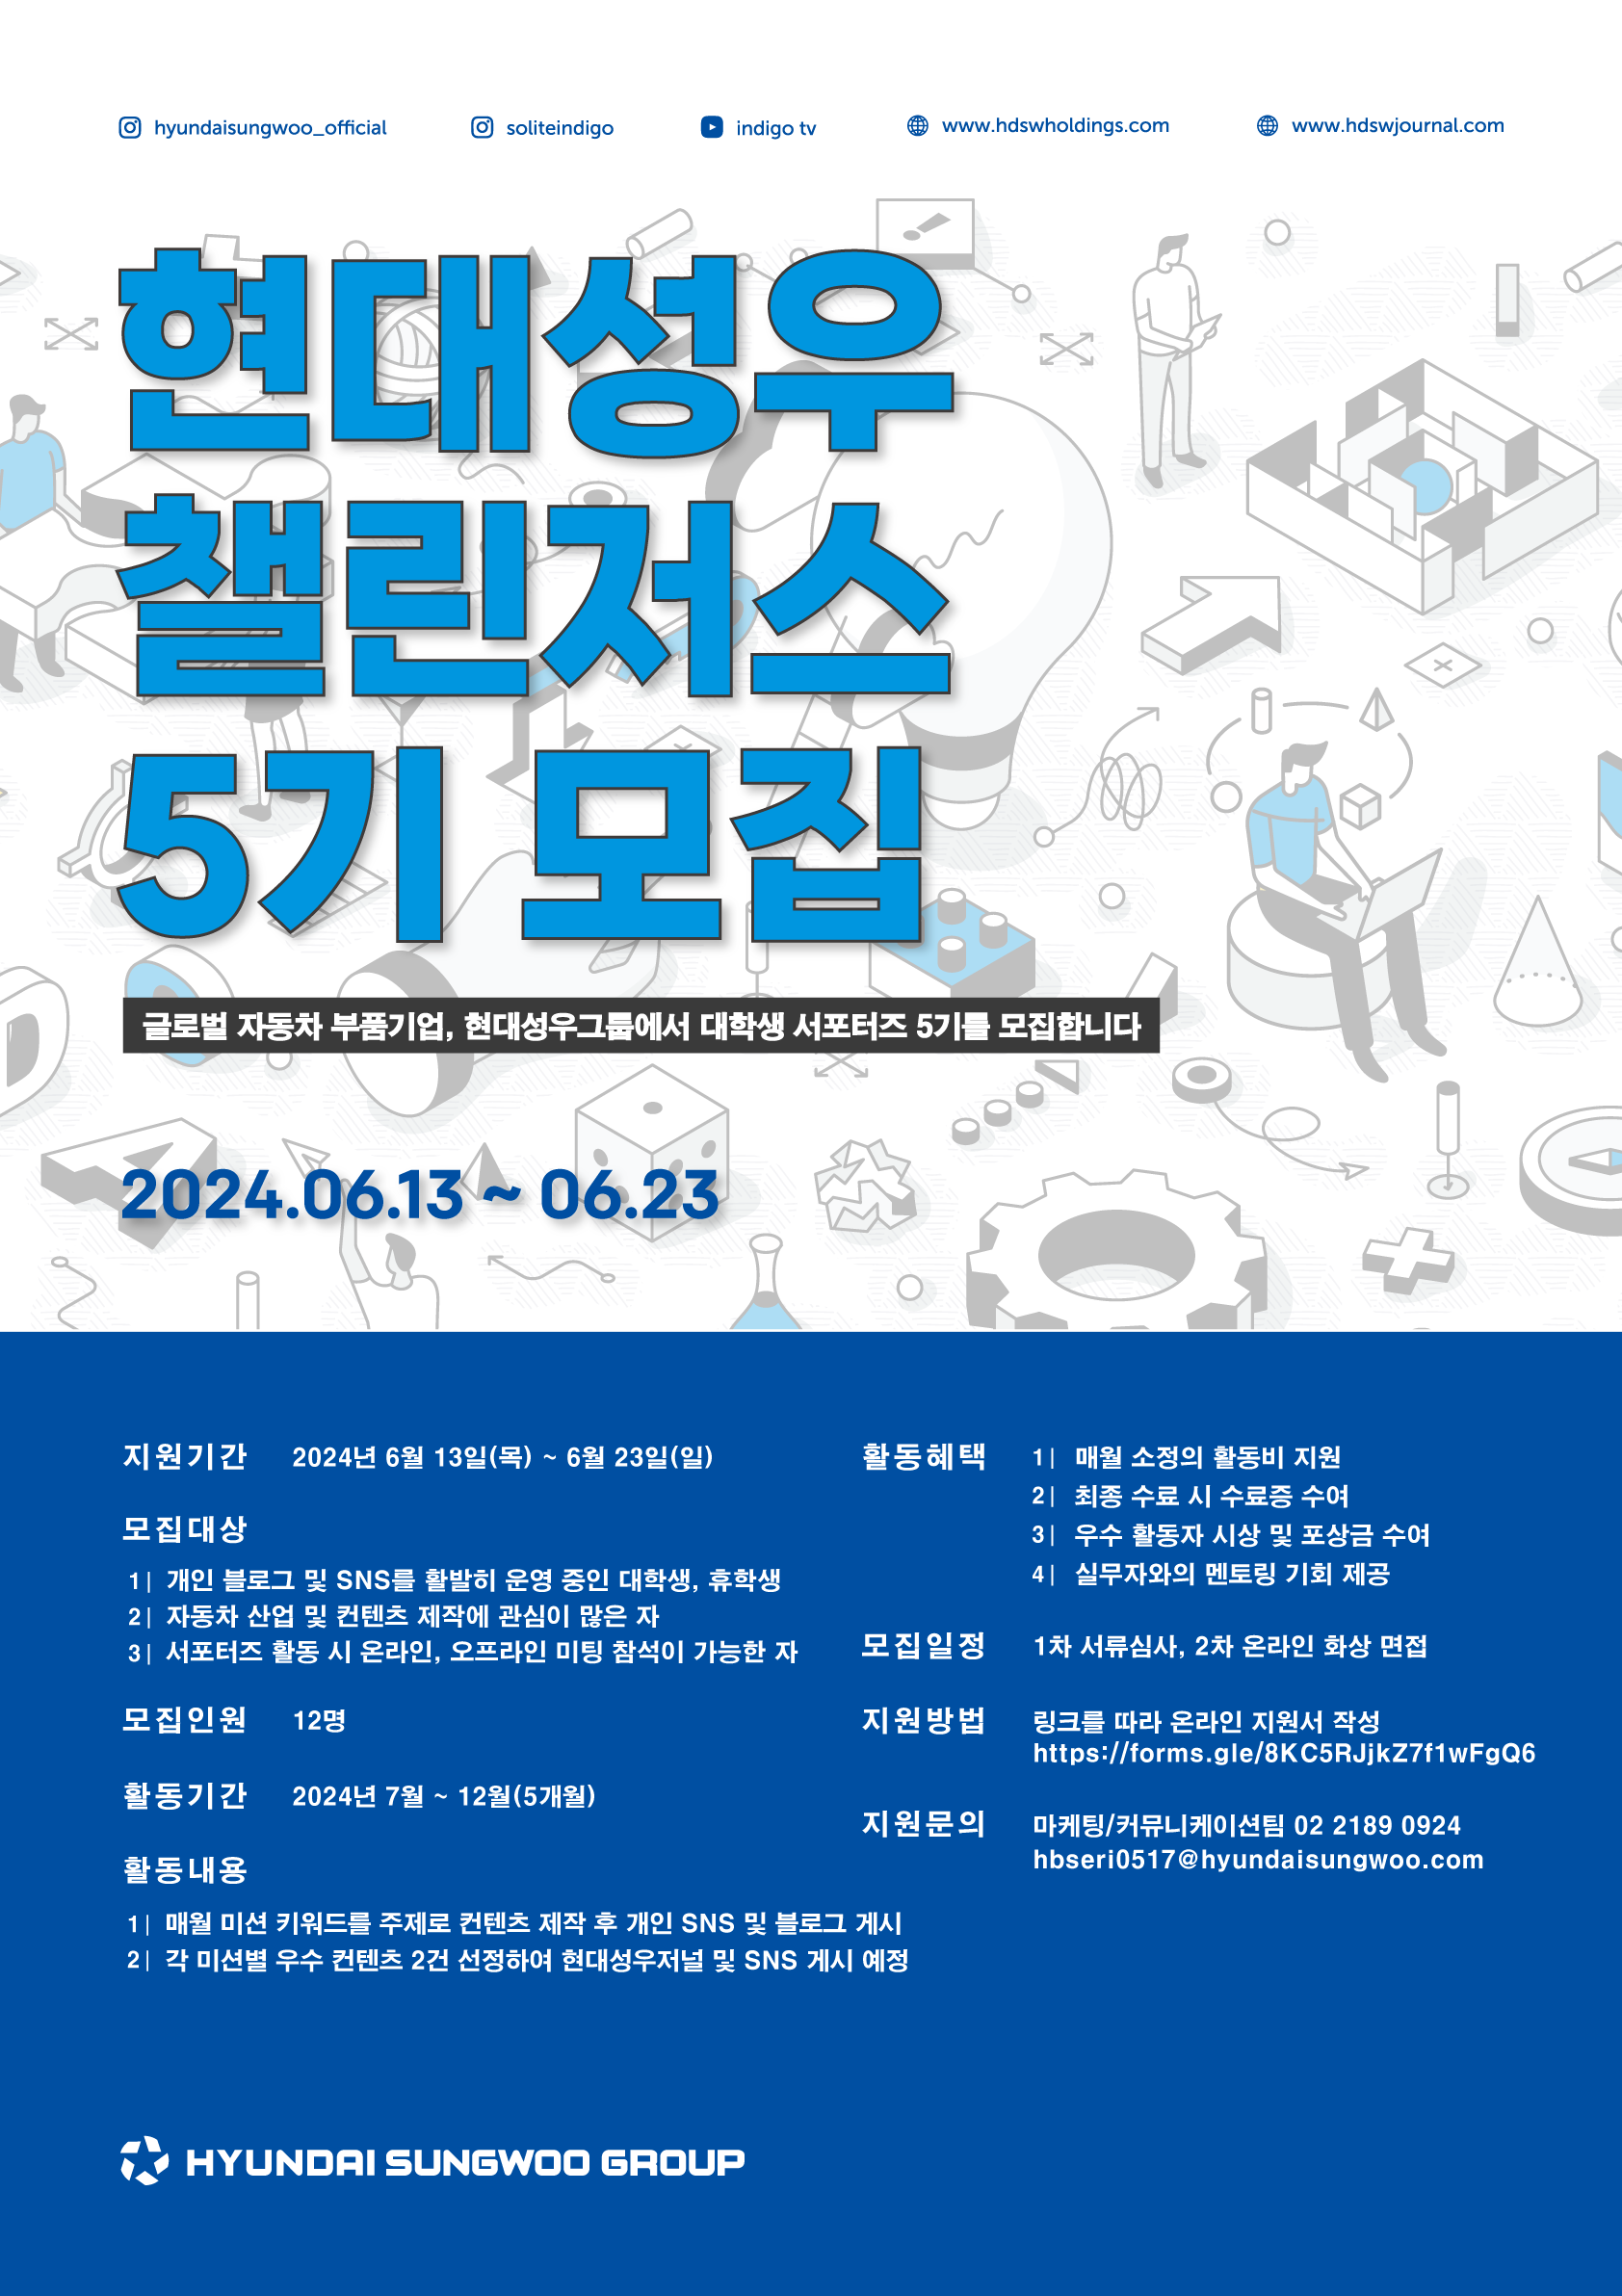 hyundaisungwoo_official
soliteindigo
indigo tv
www.hdswholdings.com
www.hdswjournal.com
현대성우
챌린저스
5기 모집
글로벌 자동차 부품기업, 현대성우그룹에서 대학생 서포터즈 5기를 모집합니다
2024.06.13 ~ 06.23
지원기간 2024년 6월 13일(목) ~ 6월 23일(일)
모집대상
1| 개인 블로그 및 SNS를 활발히 운영 중인 대학생, 휴학생
2| 자동차 산업 및 컨텐츠 제작에 관심이 많은 자
3| 서포터즈 활동 시 온라인, 오프라인 미팅 참석이 가능한 자
모집인원 12명
활동기간 2024년 7월 ~ 12월(5개월)
활동내용
1| 매월 미션 키워드를 주제로 컨텐츠 제작 후 개인 SNS 및 블로그 게시
2| 각 미션별 우수 컨텐츠 2건 선정하여 현대성우저널 및 SNS 게시 예정
활동혜택 1| 매월 소정의 활동비 지원
2| 최종 수료 시 수료증 수여
3| 우수 활동자 시상 및 포상금 수여
4| 실무자와의 멘토링 기회 제공
모집일정 1차 서류심사, 2차 온라인 화상 면접
지원방법 링크를 따라 온라인 지원서 작성
https://forms.gle/8KC5RJjkZ7f1wFgQ6
지원문의 마케팅/커뮤니케이션팀 02 2189 0924
hbseri0517@hyundaisungwoo.com
HYUNDAI SUNGWOO GROUP